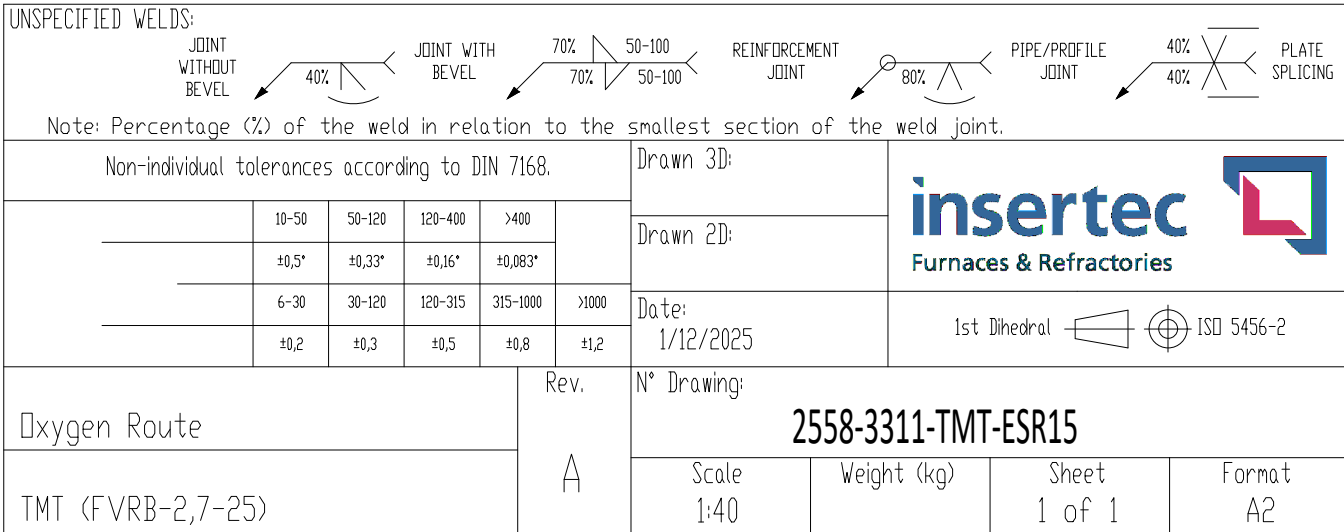 UNSPECIFIED WELDS:
JOINT
WITHOUT
BEVEL
40%
JOINT WITH
BEVEL
70%
50-100
70%
50-100
REINFORCEMENT
JOINT
80%
PIPE/PROFILE
JOINT
40%
40%
PLATE
SPLICING
Note: Percentage (%) of the weld in relation to the smallest section of the weld joint.
Non-individual tolerances according to DIN 7168.
10-50 50-120 120-400 >400
±0,5° ±0,33° ±0,16° ±0,083°
6-30 30-120 120-315 315-1000 >1000
±0,2 ±0,3 ±0,5 ±0,8 ±1,2
Drawn 3D:
Drawn 2D:
Date:
1/12/2025
insertec
Furnaces & Refractories
1st Dihedral ISO 5456-2
Oxygen Route
TMT (FVRB-2,7-25)
Rev.
A
N° Drawing:
2558-3311-TMT-ESR15
Scale
1:40
Weight (kg)
Sheet
1 of 1
Format
A2